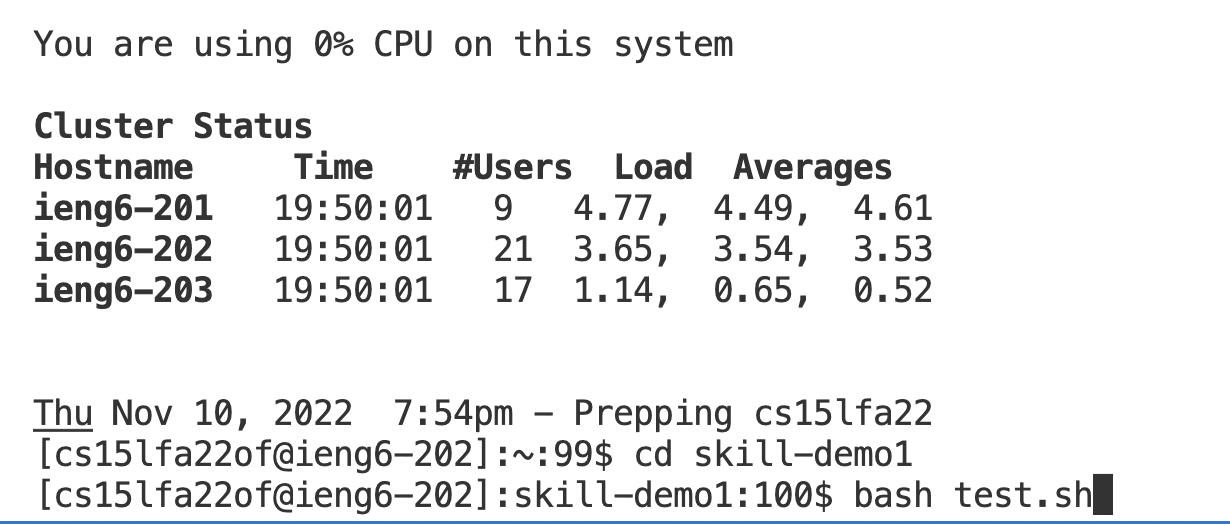 You are using 0% CPU on this system
Cluster Status
Hostname     Time    #Users  Load  Averages
ieng6-201   19:50:01   9   4.77,  4.49,  4.61
ieng6-202   19:50:01   21  3.65,  3.54,  3.53
ieng6-203   19:50:01   17  1.14,  0.65,  0.52
Thu Nov 10, 2022  7:54pm - Prepping cs15lfa22
[cs15lfa22of@ieng6-202]:~:99$ cd skill-demo1
[cs15lfa22of@ieng6-202]:skill-demo1:100$ bash test.sh